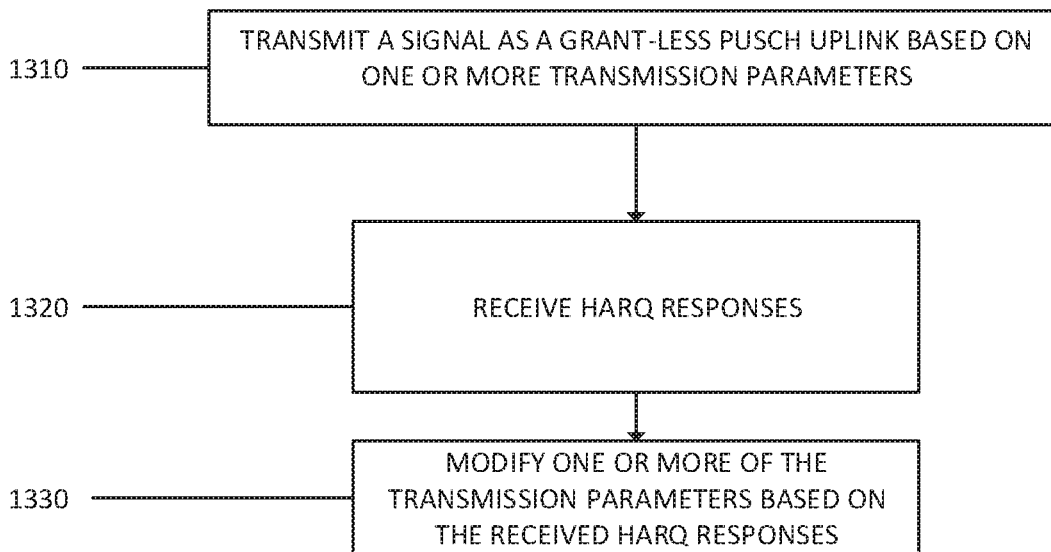 1310
TRANSMIT A SIGNAL AS A GRANT-LESS PUSCH UPLINK BASED ON
ONE OR MORE TRANSMISSION PARAMETERS
1320
RECEIVE HARQ RESPONSES
1330
MODIFY ONE OR MORE OF THE
TRANSMISSION PARAMETERS BASED ON
THE RECEIVED HARQ RESPONSES